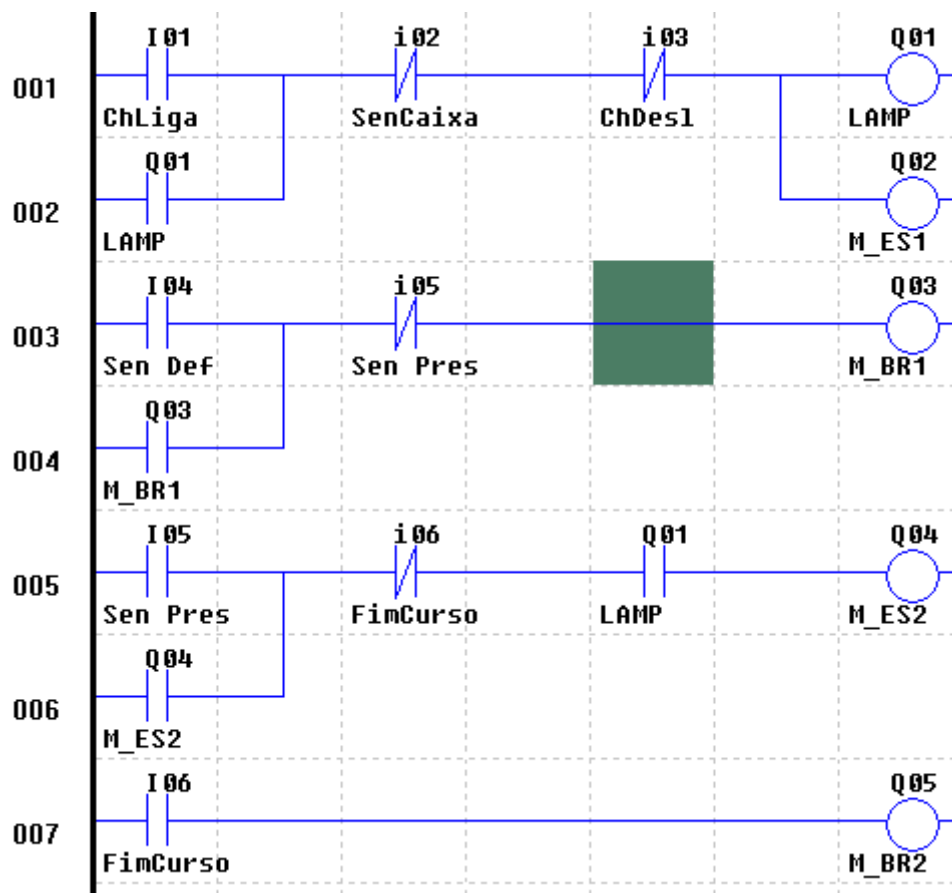 I01 i02 i03 Q01
001
ChLiga SenCaixa ChDesl LAMP
Q01 Q02
002
LAMP M_ES1
I04 i05 Q03
003
Sen Def Sen Pres M_BR1
Q03
004
M_BR1
I05 i06 Q01 Q04
005
Sen Pres FimCurso LAMP M_ES2
Q04
006
M_ES2
I06 Q05
007
FimCurso M_BR2